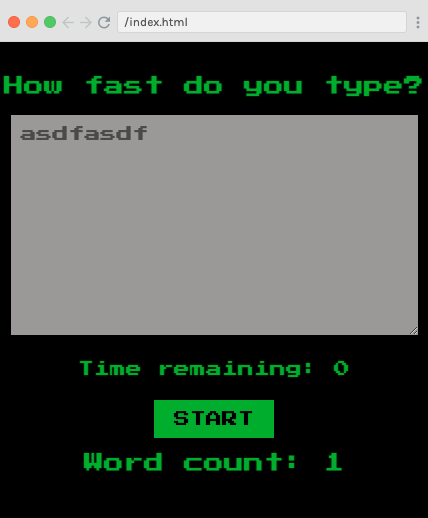 /index.html
How fast do you type?
asdfasdf
Time remaining: 0
START
Word count: 1